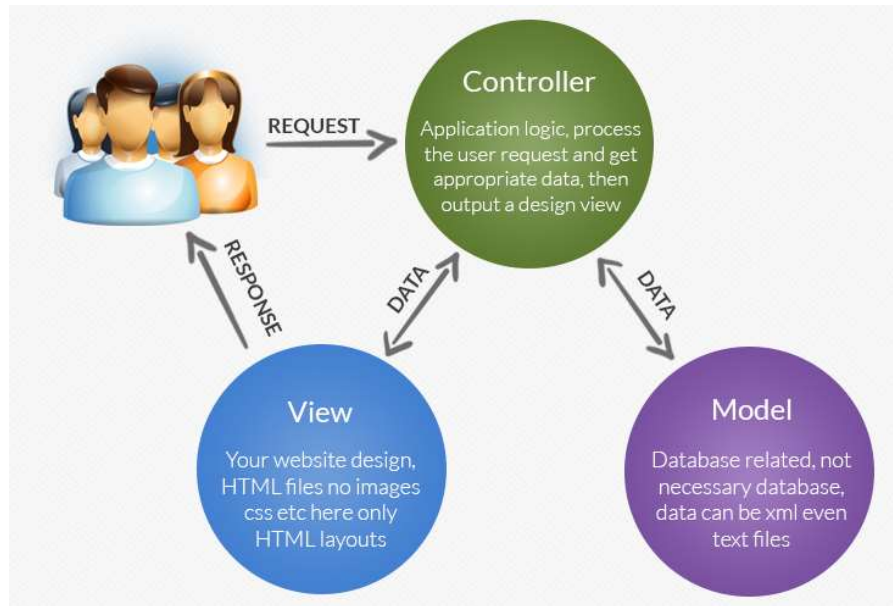 REQUEST
Controller
Application logic, process
the user request and get
appropriate data, then
output a design view
RESPONSE
DATA
DATA
View
Your website design,
HTML files no images
css etc here only
HTML layouts
Model
Database related, not
necessary database,
data can be xml even
text files